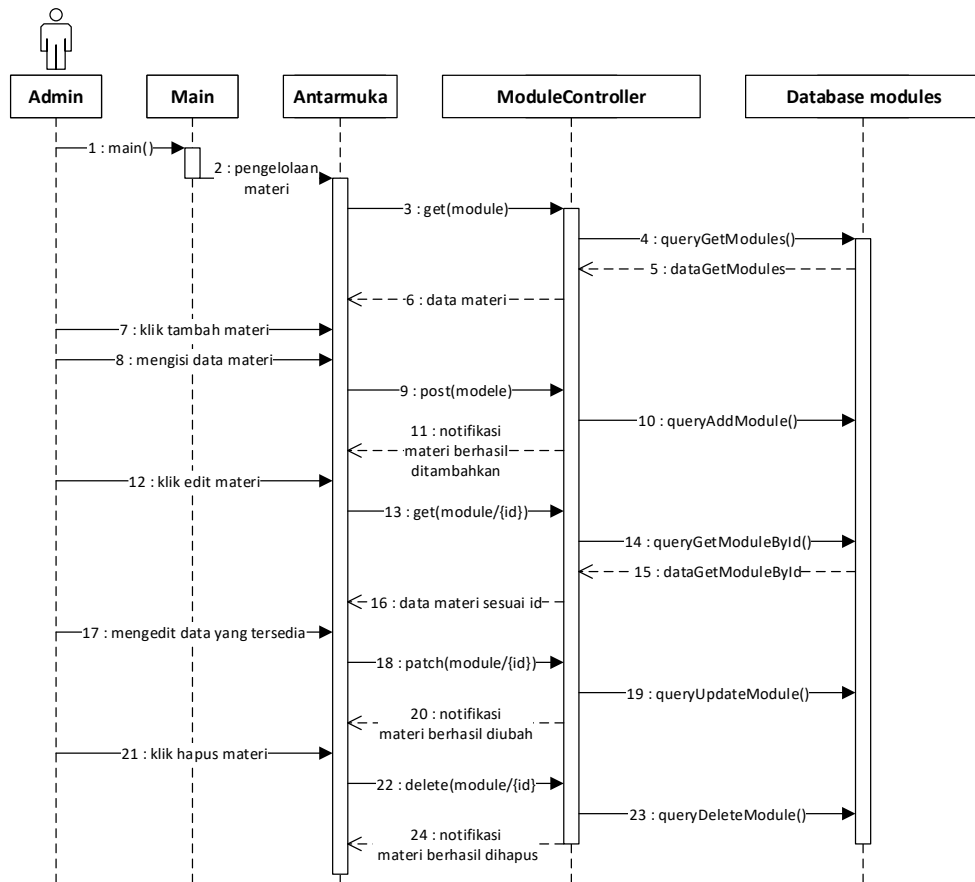 Admin
Main
Antarmuka
ModuleController
Database modules
1 : main()
2 : pengelolaan
materi
3 : get(module)
4 : queryGetModules()
5 : dataGetModules
6 : data materi
7 : klik tambah materi
8 : mengisi data materi
9 : post(modele)
10 : queryAddModule()
11 : notifikasi
materi berhasil
ditambahkan
12 : klik edit materi
13 : get(module/{id})
14 : queryGetModuleById()
15 : dataGetModuleById
16 : data materi sesuai id
17 : mengedit data yang tersedia
18 : patch(module/{id})
19 : queryUpdateModule()
20 : notifikasi
materi berhasil diubah
21 : klik hapus materi
22 : delete(module/{id}
23 : queryDeleteModule()
24 : notifikasi
materi berhasil dihapus